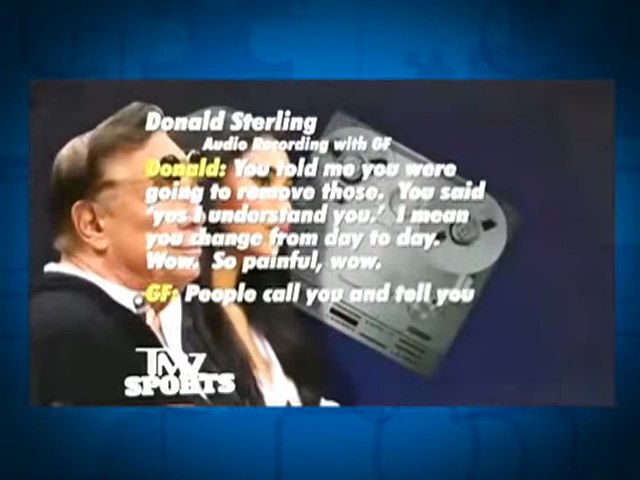 Donald Sterling
Audio Recording with GF
Donald: You told me you were
going to remove those. You said
'yes I understand you.' I mean
you change from day to day.
Wow. So painful, wow.
GF: People call you and tell you
TMZ
SPORTS